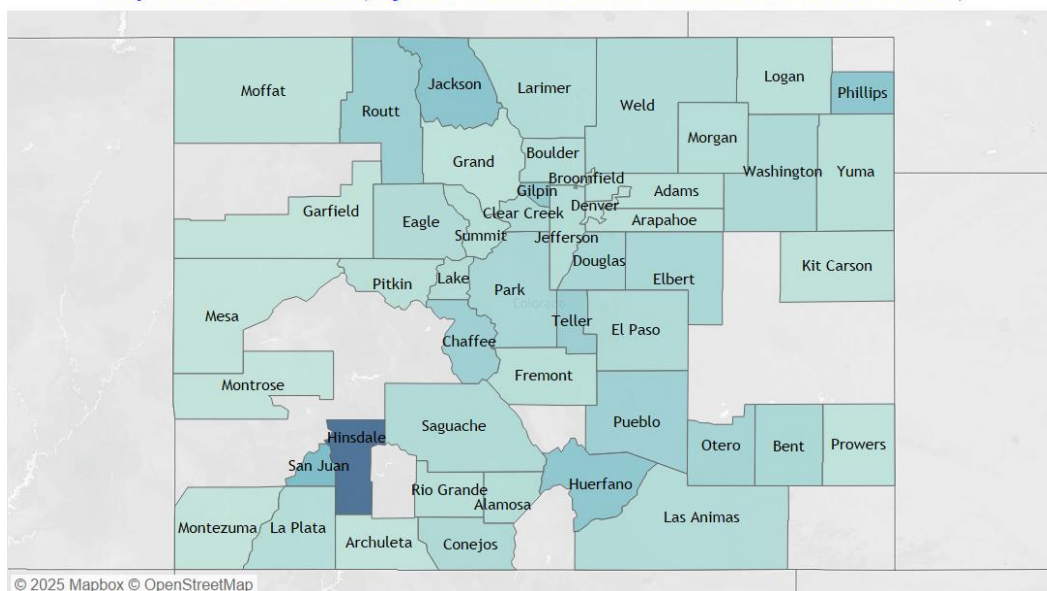 Moffat
Routt
Jackson
Larimer
Weld
Logan
Phillips
Morgan
Washington
Yuma
Grand
Boulder
Broomfield
Gilpin
Clear Creek
Denver
Adams
Arapahoe
Jefferson
Garfield
Eagle
Summit
Douglas
Elbert
Kit Carson
Mesa
Pitkin
Lake
Park
Colorado
Teller
El Paso
Chaffee
Fremont
Montrose
Saguache
Pueblo
Otero
Bent
Prowers
Hinsdale
San Juan
Rio Grande
Alamosa
Huerfano
Las Animas
Montezuma
La Plata
Archuleta
Conejos
© 2025 Mapbox © OpenStreetMap